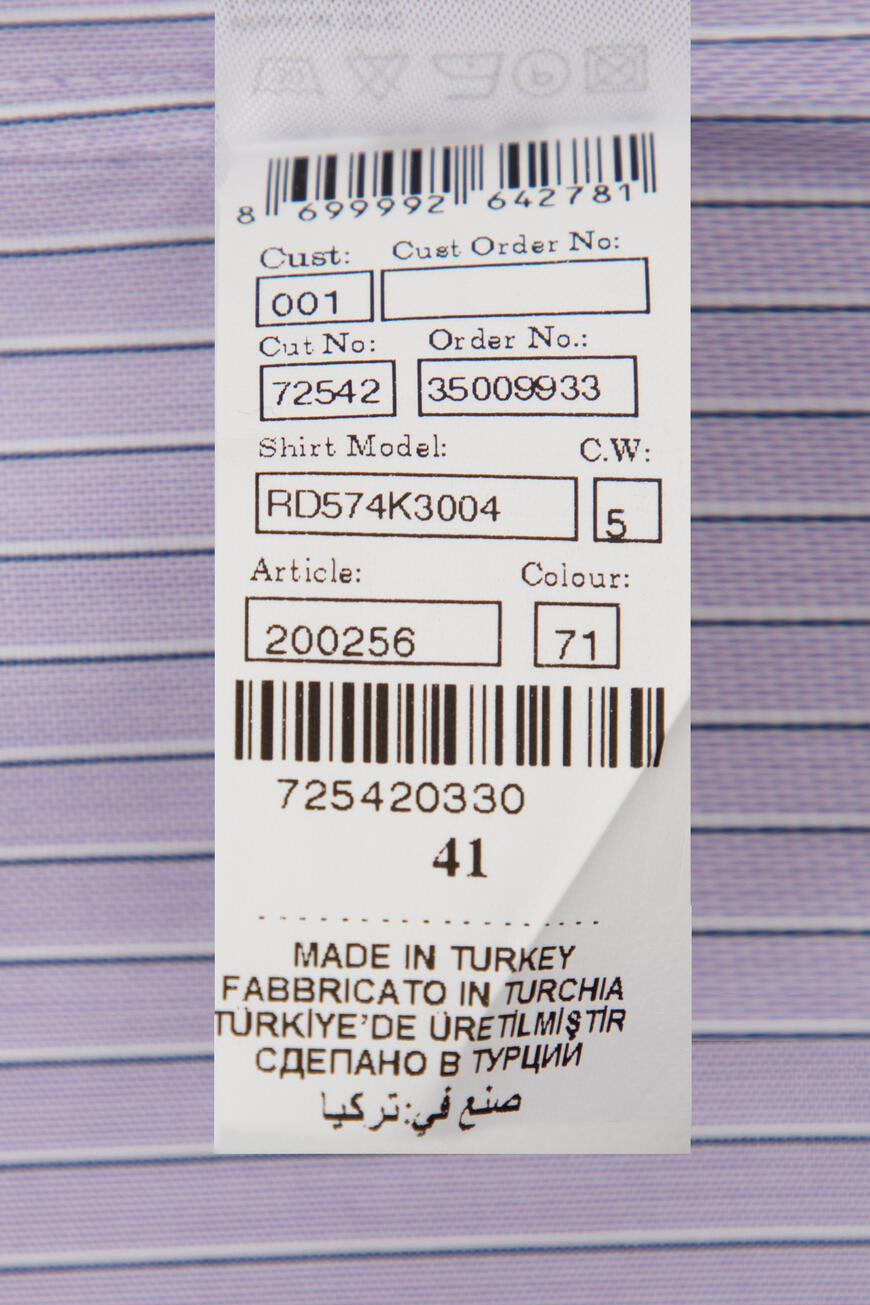 8 699992 642781
Cust: Cust Order No:
001
Cut No: Order No.:
72542 35009933
Shirt Model: C.W:
RD574K3004 5
Article: Colour:
200256 71
725420330
41
MADE IN TURKEY
FABBRICATO IN TURCHIA
TÜRKİYE'DE ÜRETİLMİŞTİR
СДЕПАНО В ТУРЦИИ
صنع في: تركيا